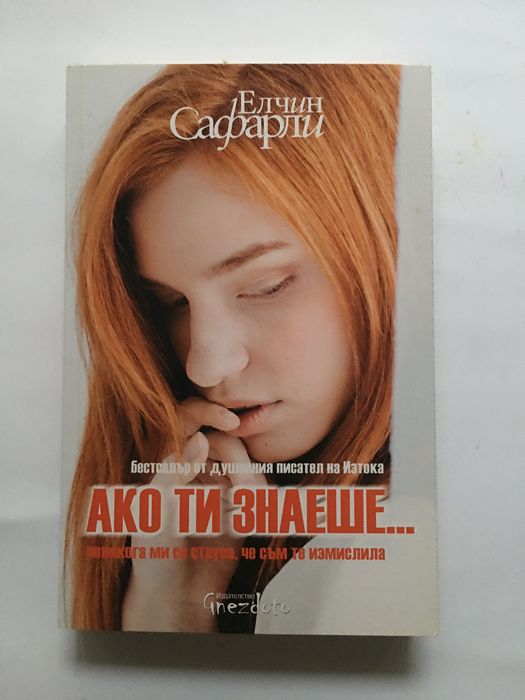 Елчин
Сафарли
Бестселър от душевния писател на Изтока
АКО ТИ ЗНАЕШЕ...
понякога ми се струва, че съм те измислила
Издателство
Gnezdoto